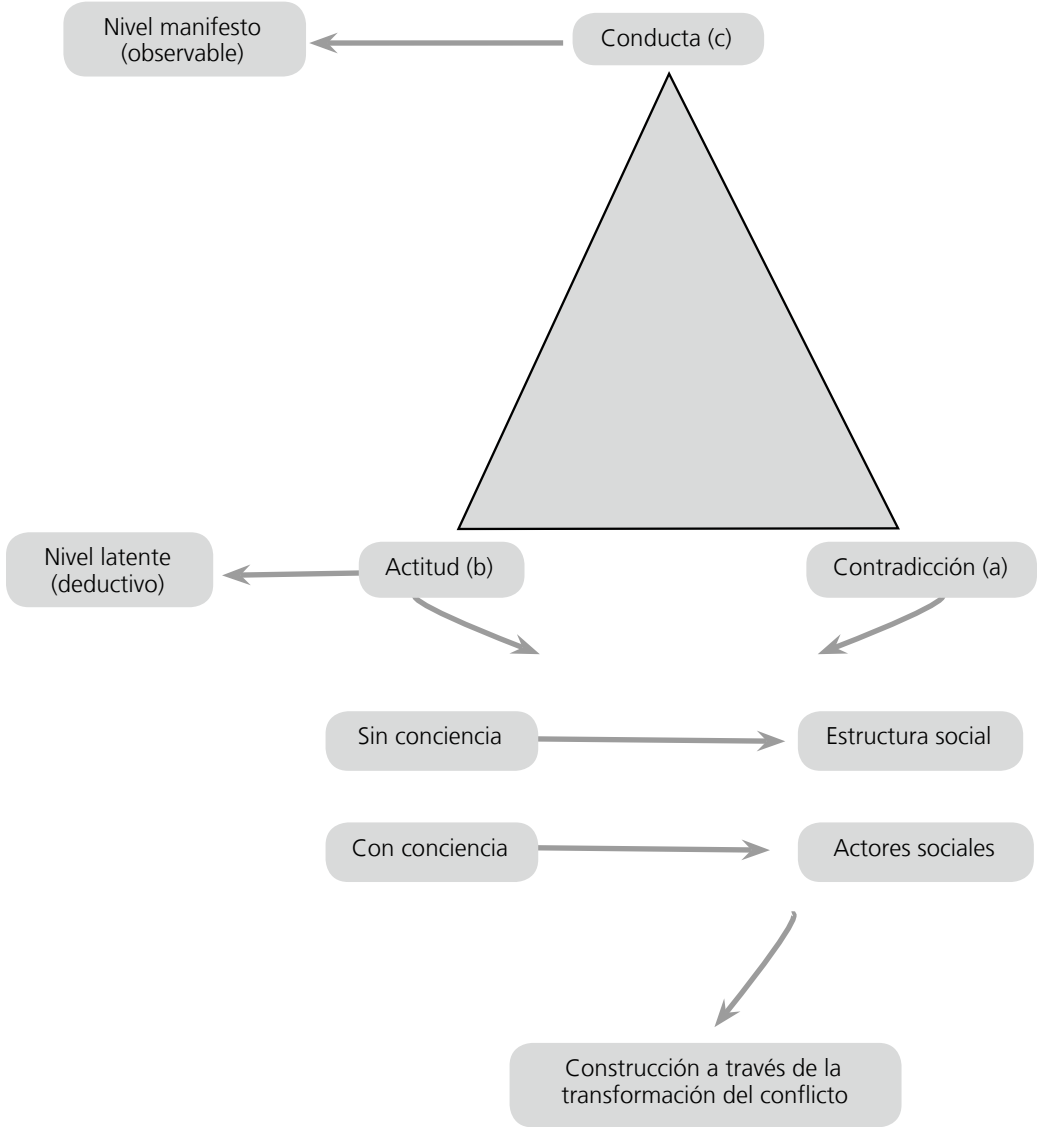 Nivel manifesto
(observable)
Conducta (c)
Nivel latente
(deductivo)
Actitud (b)
Contradicción (a)
Sin conciencia
Estructura social
Con conciencia
Actores sociales
Construcción a través de la
transformación del conflicto